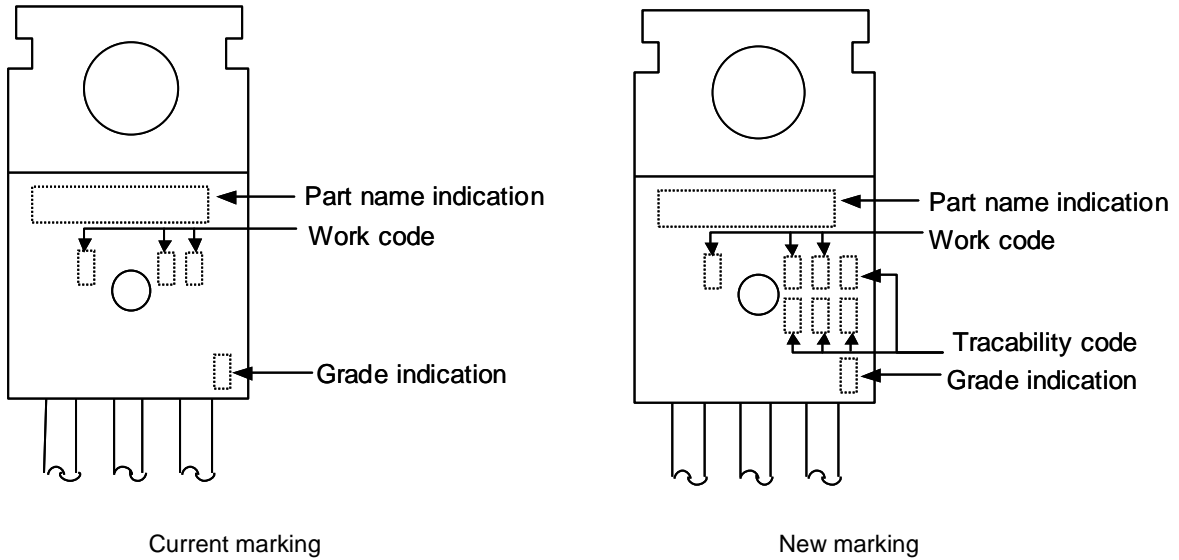 Part name indication
Work code
Grade indication
Current marking
Part name indication
Work code
Tracability code
Grade indication
New marking